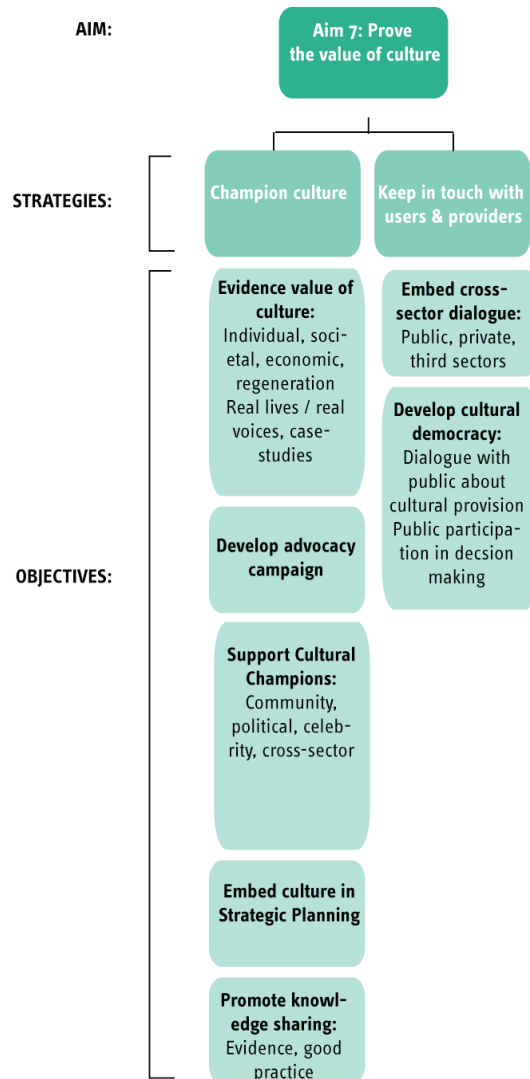 AIM:
Aim 7: Prove
the value of culture
STRATEGIES:
Champion culture
Keep in touch with
users & providers
OBJECTIVES:
Evidence value of
culture:
Individual, soci-
etal, economic,
regeneration
Real lives / real
voices, case-
studies
Develop advocacy
campaign
Support Cultural
Champions:
Community,
political, celeb-
rity, cross-sector
Embed culture in
Strategic Planning
Promote knowl-
edge sharing:
Evidence, good
practice
Embed cross-
sector dialogue:
Public, private,
third sectors
Develop cultural
democracy:
Dialogue with
public about
cultural provision
Public participa-
tion in decsion
making